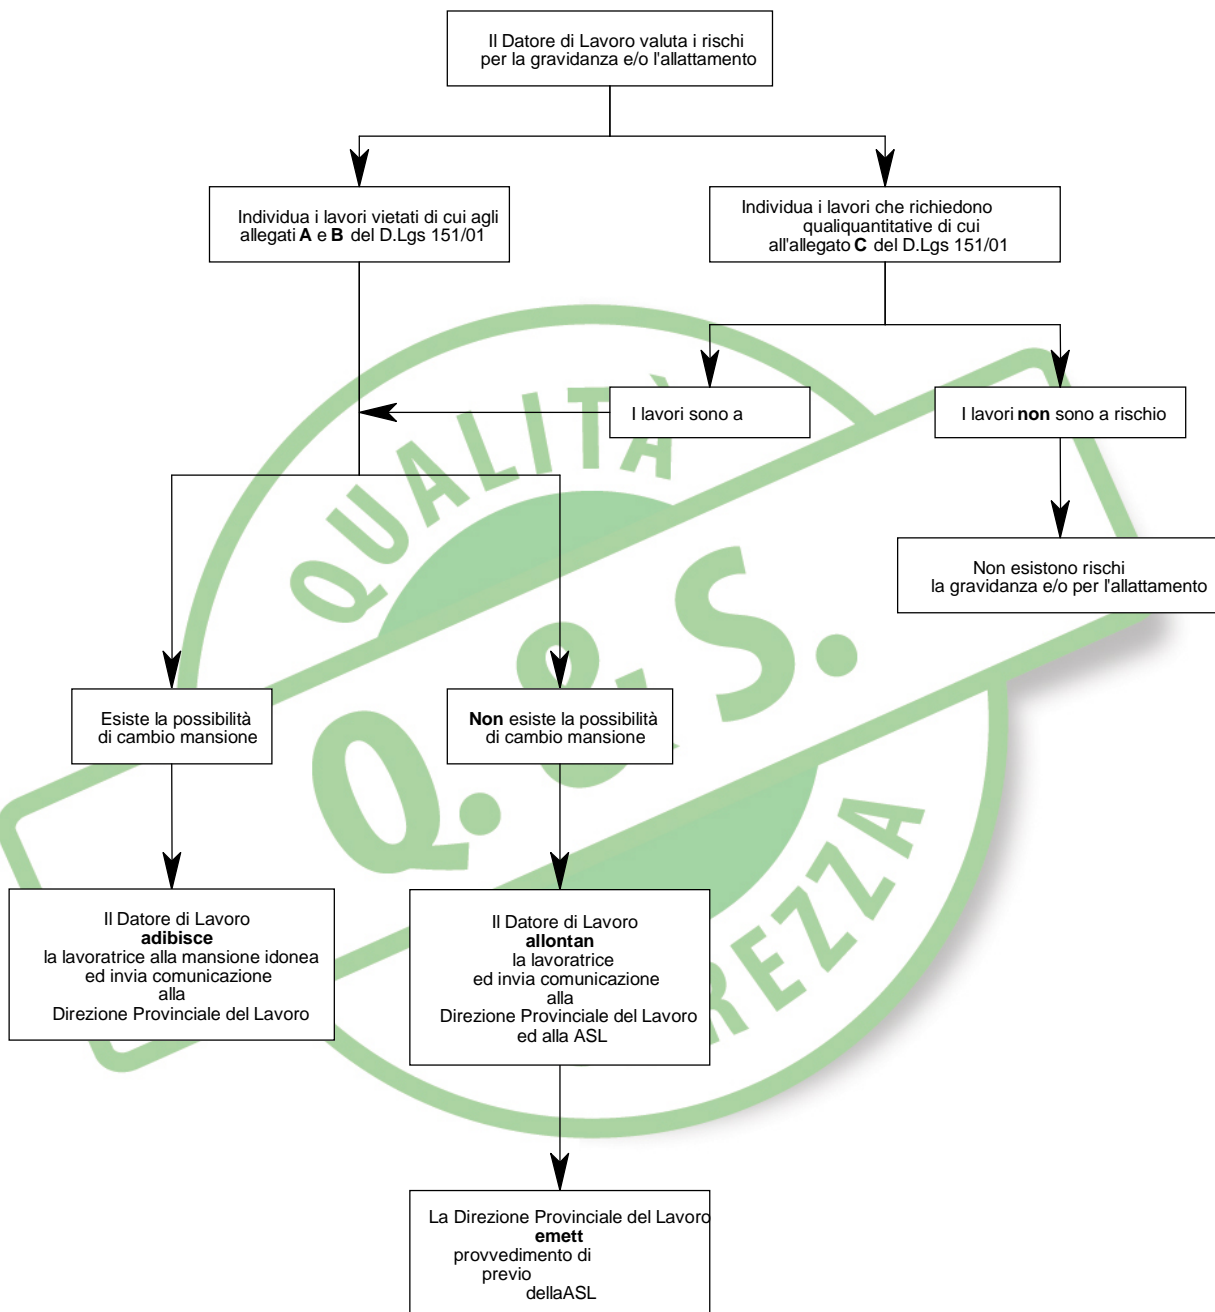 Il Datore di Lavoro valuta i rischi
per la gravidanza e/o l'allattamento
Individua i lavori vietati di cui agli
allegati A e B del D.Lgs 151/01
Individua i lavori che richiedono
qualiquantitative di cui
all'allegato C del D.Lgs 151/01
I lavori sono a
I lavori non sono a rischio
Non esistono rischi
la gravidanza e/o per l'allattamento
Esiste la possibilità
di cambio mansione
Non esiste la possibilità
di cambio mansione
Il Datore di Lavoro
adibisce
la lavoratrice alla mansione idonea
ed invia comunicazione
alla
Direzione Provinciale del Lavoro
Il Datore di Lavoro
allontan
la lavoratrice
ed invia comunicazione
alla
Direzione Provinciale del Lavoro
ed alla ASL
La Direzione Provinciale del Lavoro
emett
provvedimento di
previo
dellaASL
QUALITÀ
Q. & S.
REZZA